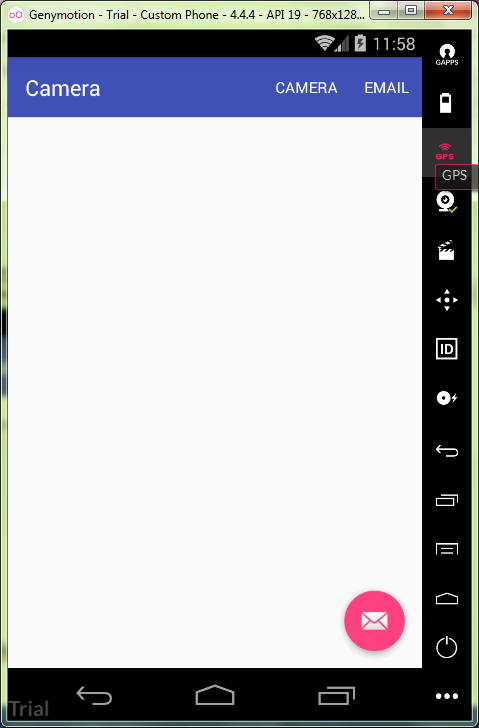 Genymotion - Trial - Custom Phone - 4.4.4 - API 19 - 768x128...
11:58
GAPPS
Camera
CAMERA
EMAIL
GPS
GPS
ID
Trial